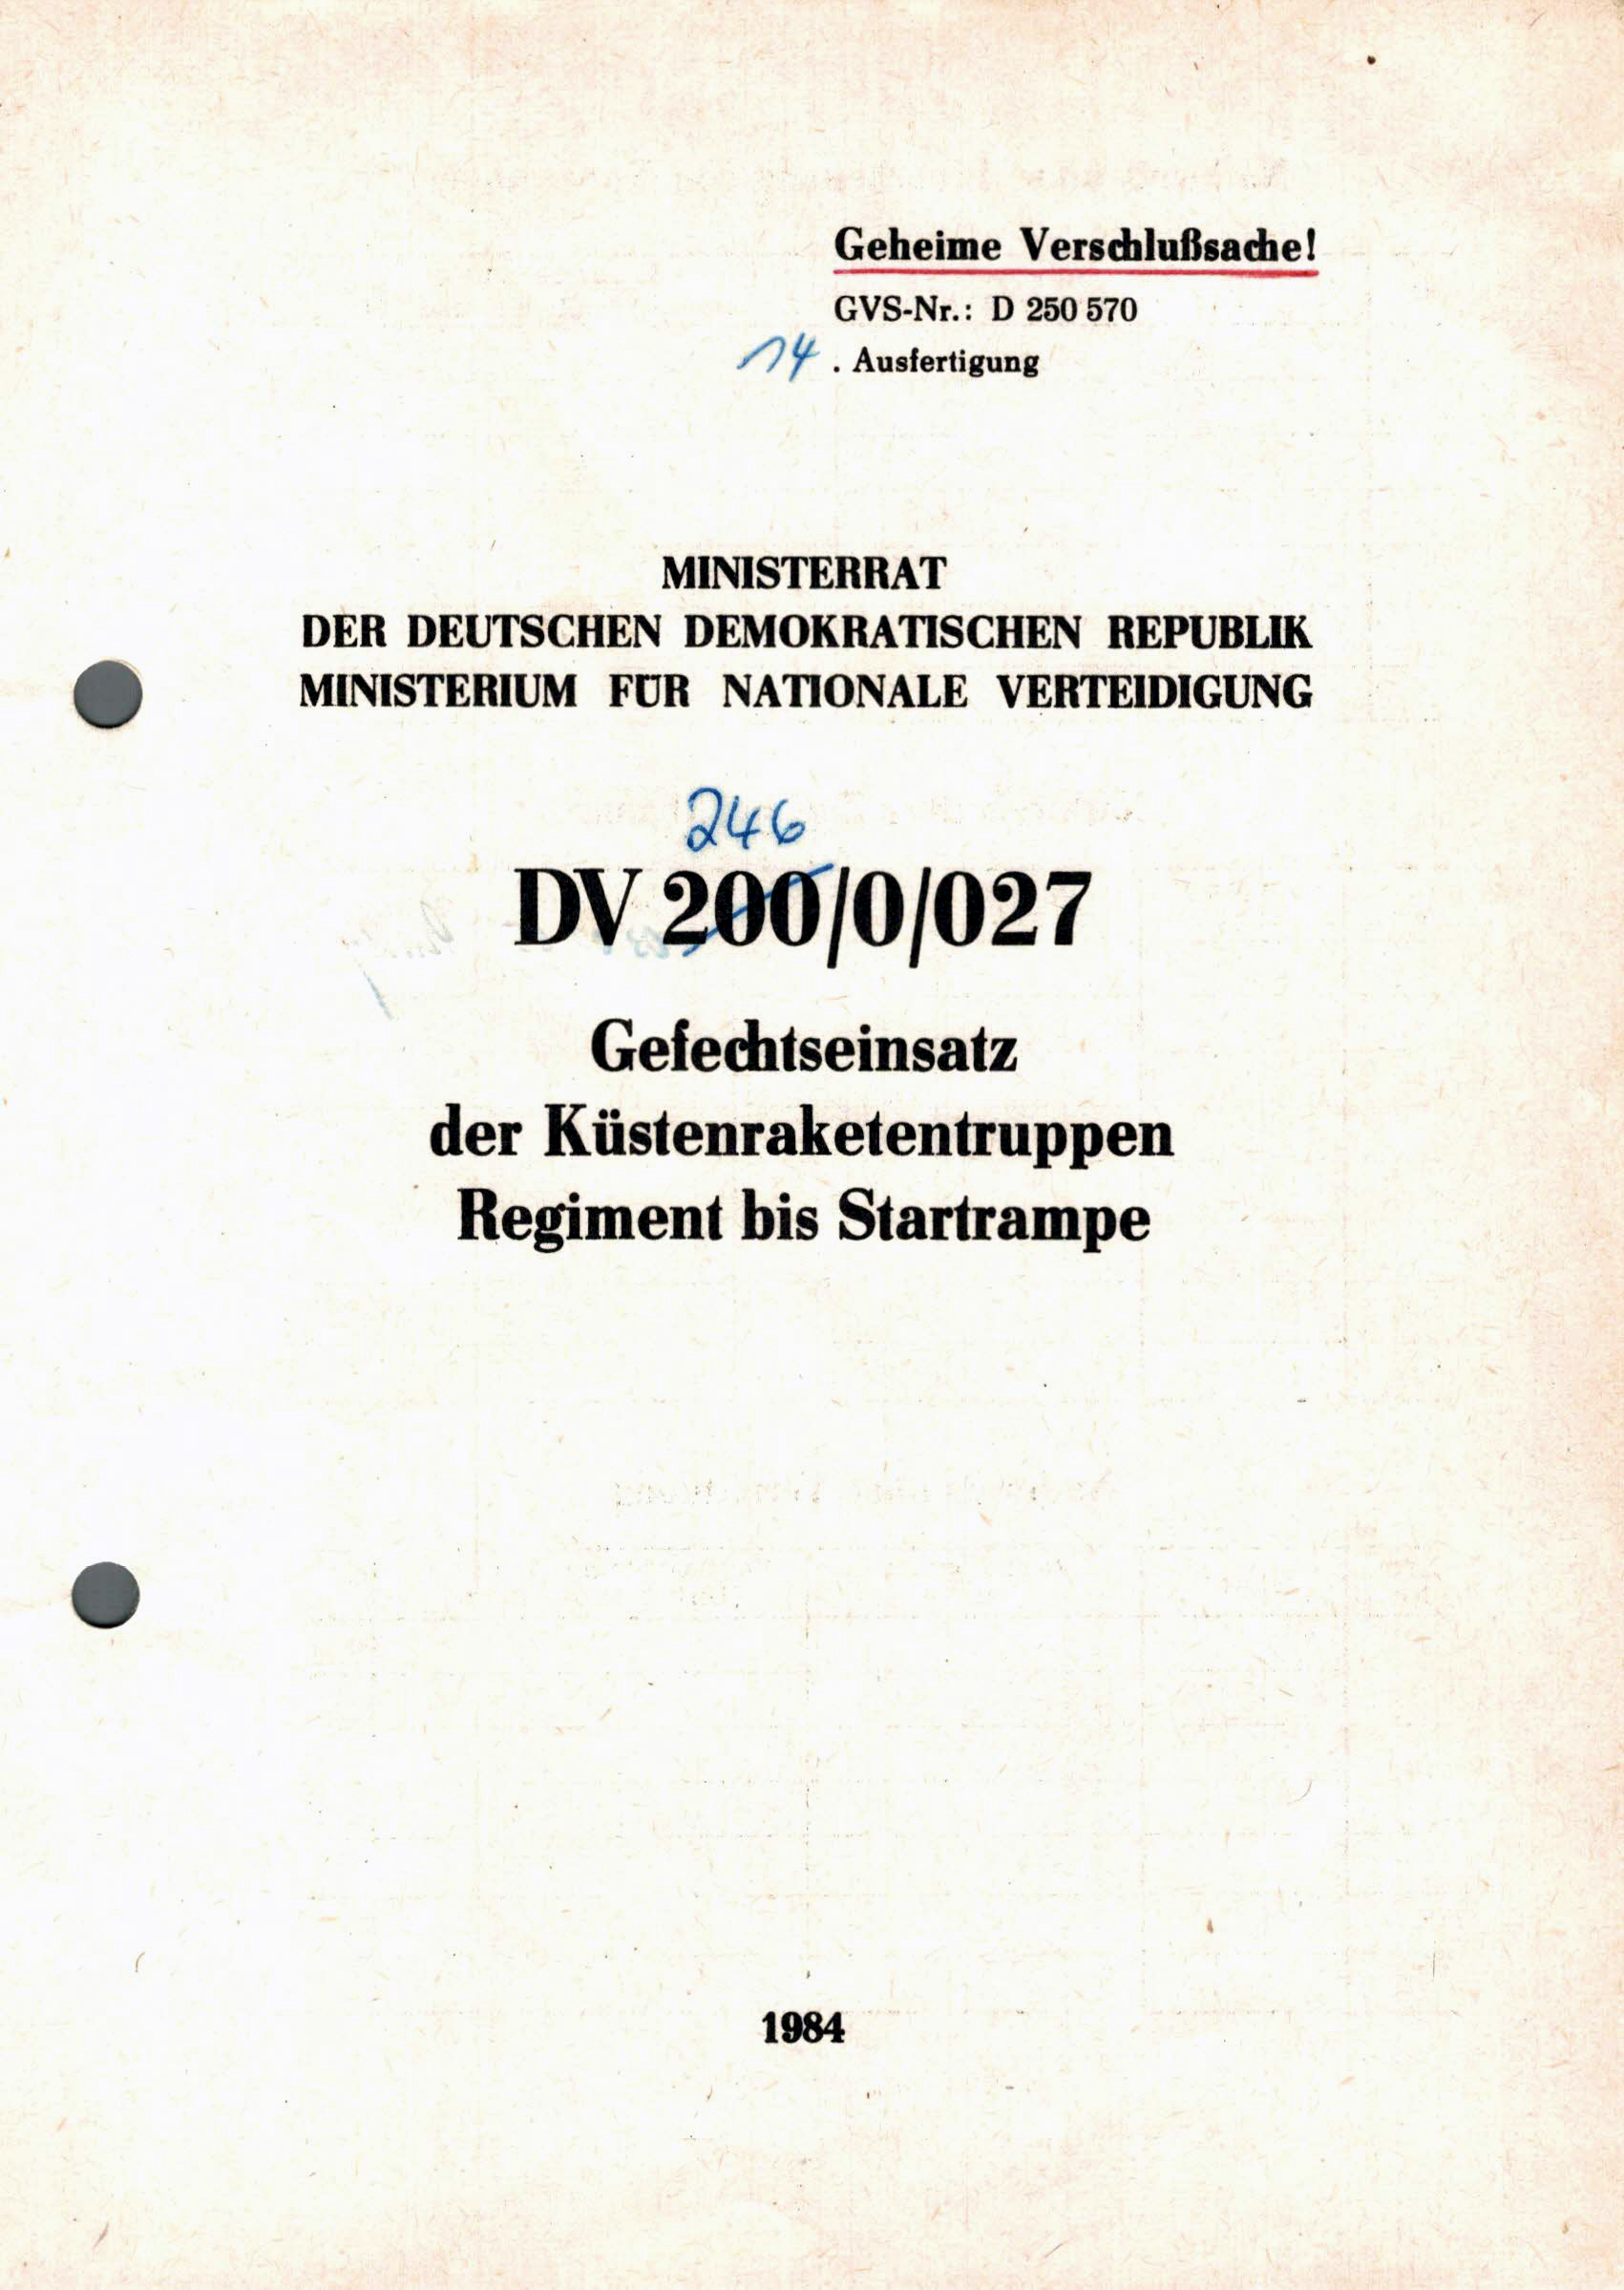 Geheime Verschlußsache!
GVS-Nr.: D 250 570
14 . Ausfertigung
MINISTERRAT
DER DEUTSCHEN DEMOKRATISCHEN REPUBLIK
MINISTERIUM FÜR NATIONALE VERTEIDIGUNG
246
DV 200/0/027
Gefechtseinsatz
der Küstenraketentruppen
Regiment bis Startrampe
1984